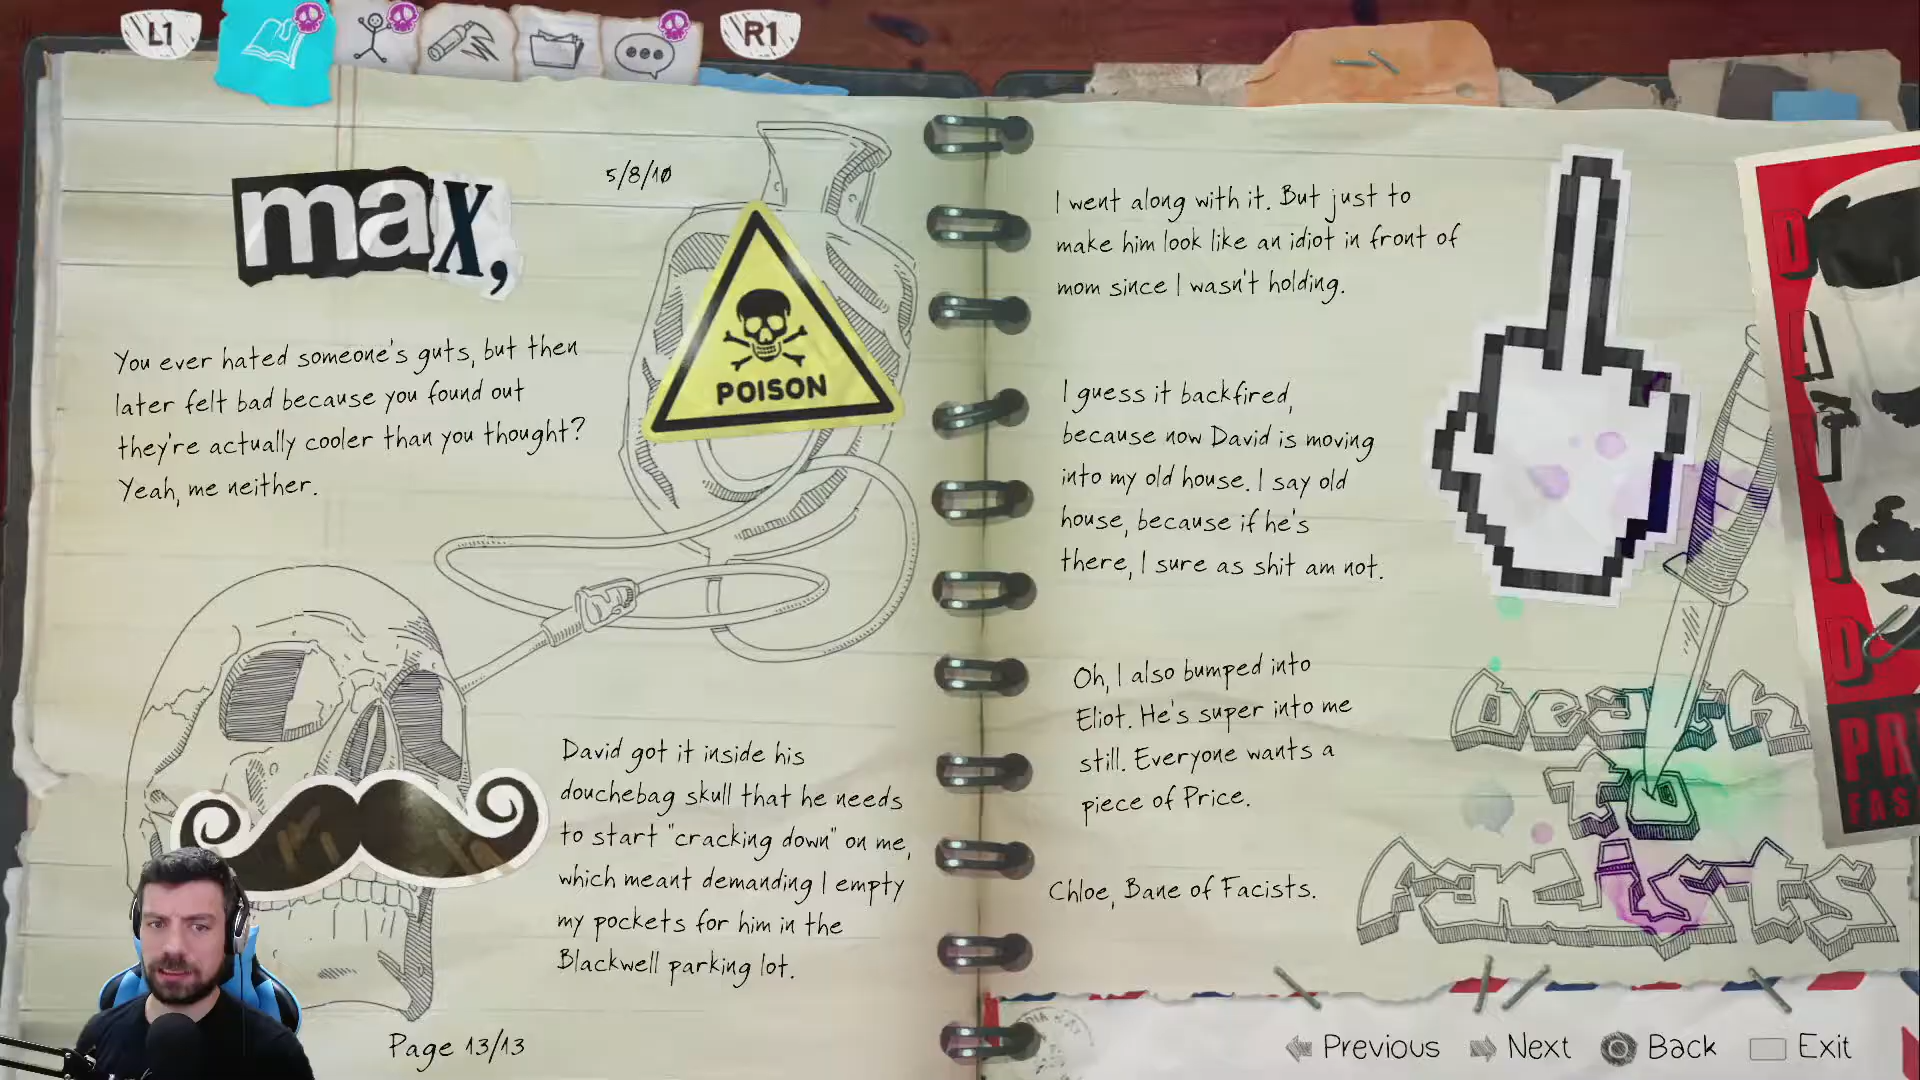 L1
R1
max,
5/8/10
POISON
You ever hated someone's guts, but then
later felt bad because you found out
they're actually cooler than you thought?
Yeah, me neither.
David got it inside his
douchebag skull that he needs
to start "cracking down" on me,
which meant demanding I empty
my pockets for him in the
Blackwell parking lot.
Page 13/13
I went along with it. But just to
make him look like an idiot in front of
mom since I wasn't holding.
I guess it backfired,
because now David is moving
into my old house. I say old
house, because if he's
there, I sure as shit am not.
Oh, I also bumped into
Eliot. He's super into me
still. Everyone wants a
piece of Price.
Chloe, Bane of Facists.
DAVID
death
to
Previous
Next
Back
Exit